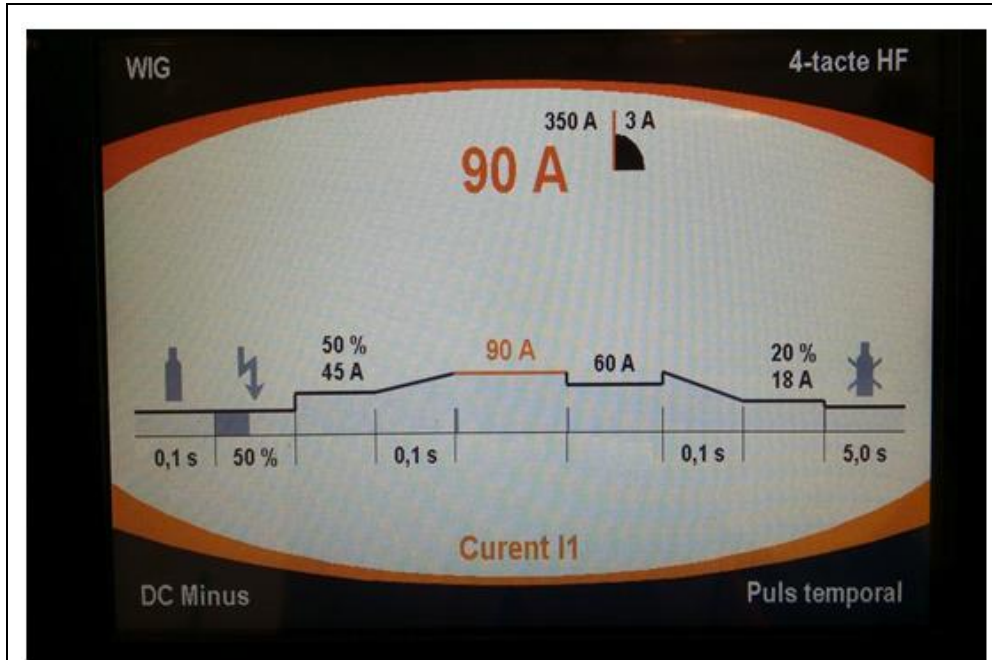 WIG
4-tacte HF
350 A 3 A
90 A
50 %
45 A
90 A
60 A
20 %
18 A
0,1 s 50 % 0,1 s 0,1 s 5,0 s
Curent I1
DC Minus
Puls temporal